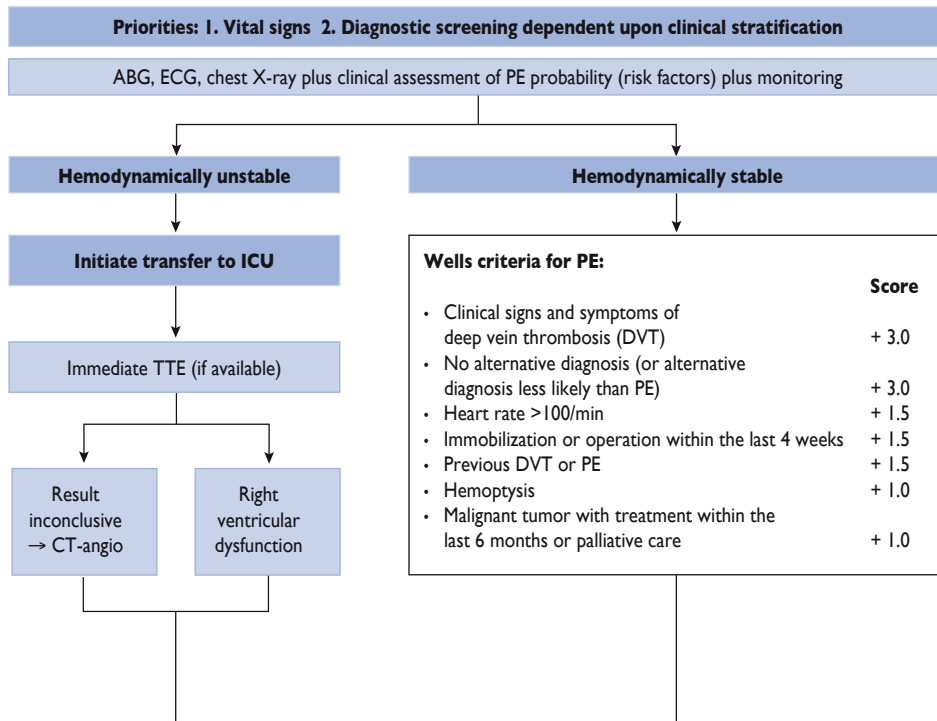 Priorities: 1. Vital signs 2. Diagnostic screening dependent upon clinical stratification
ABG, ECG, chest X-ray plus clinical assessment of PE probability (risk factors) plus monitoring
Hemodynamically unstable
Initiate transfer to ICU
Immediate TTE (if available)
Result
inconclusive
→ CT-angio
Right
ventricular
dysfunction
Hemodynamically stable
Wells criteria for PE:
Score
• Clinical signs and symptoms of
deep vein thrombosis (DVT) + 3.0
• No alternative diagnosis (or alternative
diagnosis less likely than PE) + 3.0
• Heart rate >100/min + 1.5
• Immobilization or operation within the last 4 weeks + 1.5
• Previous DVT or PE + 1.5
• Hemoptysis + 1.0
• Malignant tumor with treatment within the
last 6 months or palliative care + 1.0